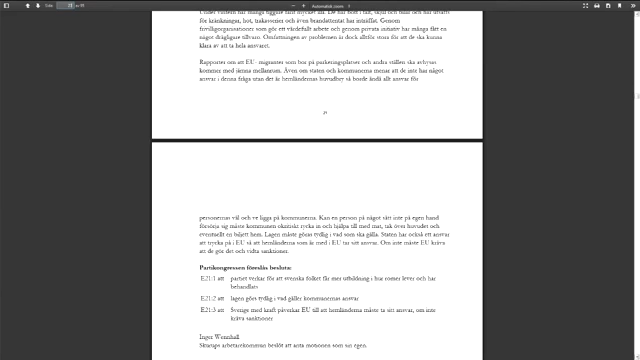 för kränkningar, hot, trakasserier och även brandattentat har inträffat. Genom
frivilligorganisationer som gör ett värdefullt arbete och genom privata initiativ har många fått en
något drägligare tillvaro. Omfattningen av problemen är dock alltför stora för att de ska kunna
klara av att ta hela ansvaret.
Rapporter om att EU- migranter som bor på parkeringsplatser och andra ställen ska avhysas
kommer med jämna mellanrum. Även om staten och kommunerna menar att de inte har något
ansvar i denna fråga utan det är hemländernas huvudbry så borde ändå allt ansvar för
personernas väl och ve ligga på kommunerna. Kan en person på något sätt inte på egen hand
försörja sig måste kommunen okomiskt rycka in och hjälpa till med mat, tak över huvudet och
eventuellt en biljett hem. Lagen måste göras tydlig i vad som ska gälla. Staten har också ett ansvar
att trycka på i EU så att hemländerna som är med i EU tar sitt ansvar. Om inte måste EU kräva
att de gör det och vidta sanktioner.
Partikongressen föreslås besluta:
E21:1 att partiet verkar för att svenska folket får mer utbildning i hur romer lever och har
behandlats
E21:2 att lagen görs tydlig i vad gäller kommunernas ansvar
E21:3 att Sverige med kraft påverkar EU till att hemländerna måste ta sitt ansvar, om inte
kräva sanktioner
Inger Wennhall
Skurups arbetarekommun beslöt att anta motionen som sin egen.